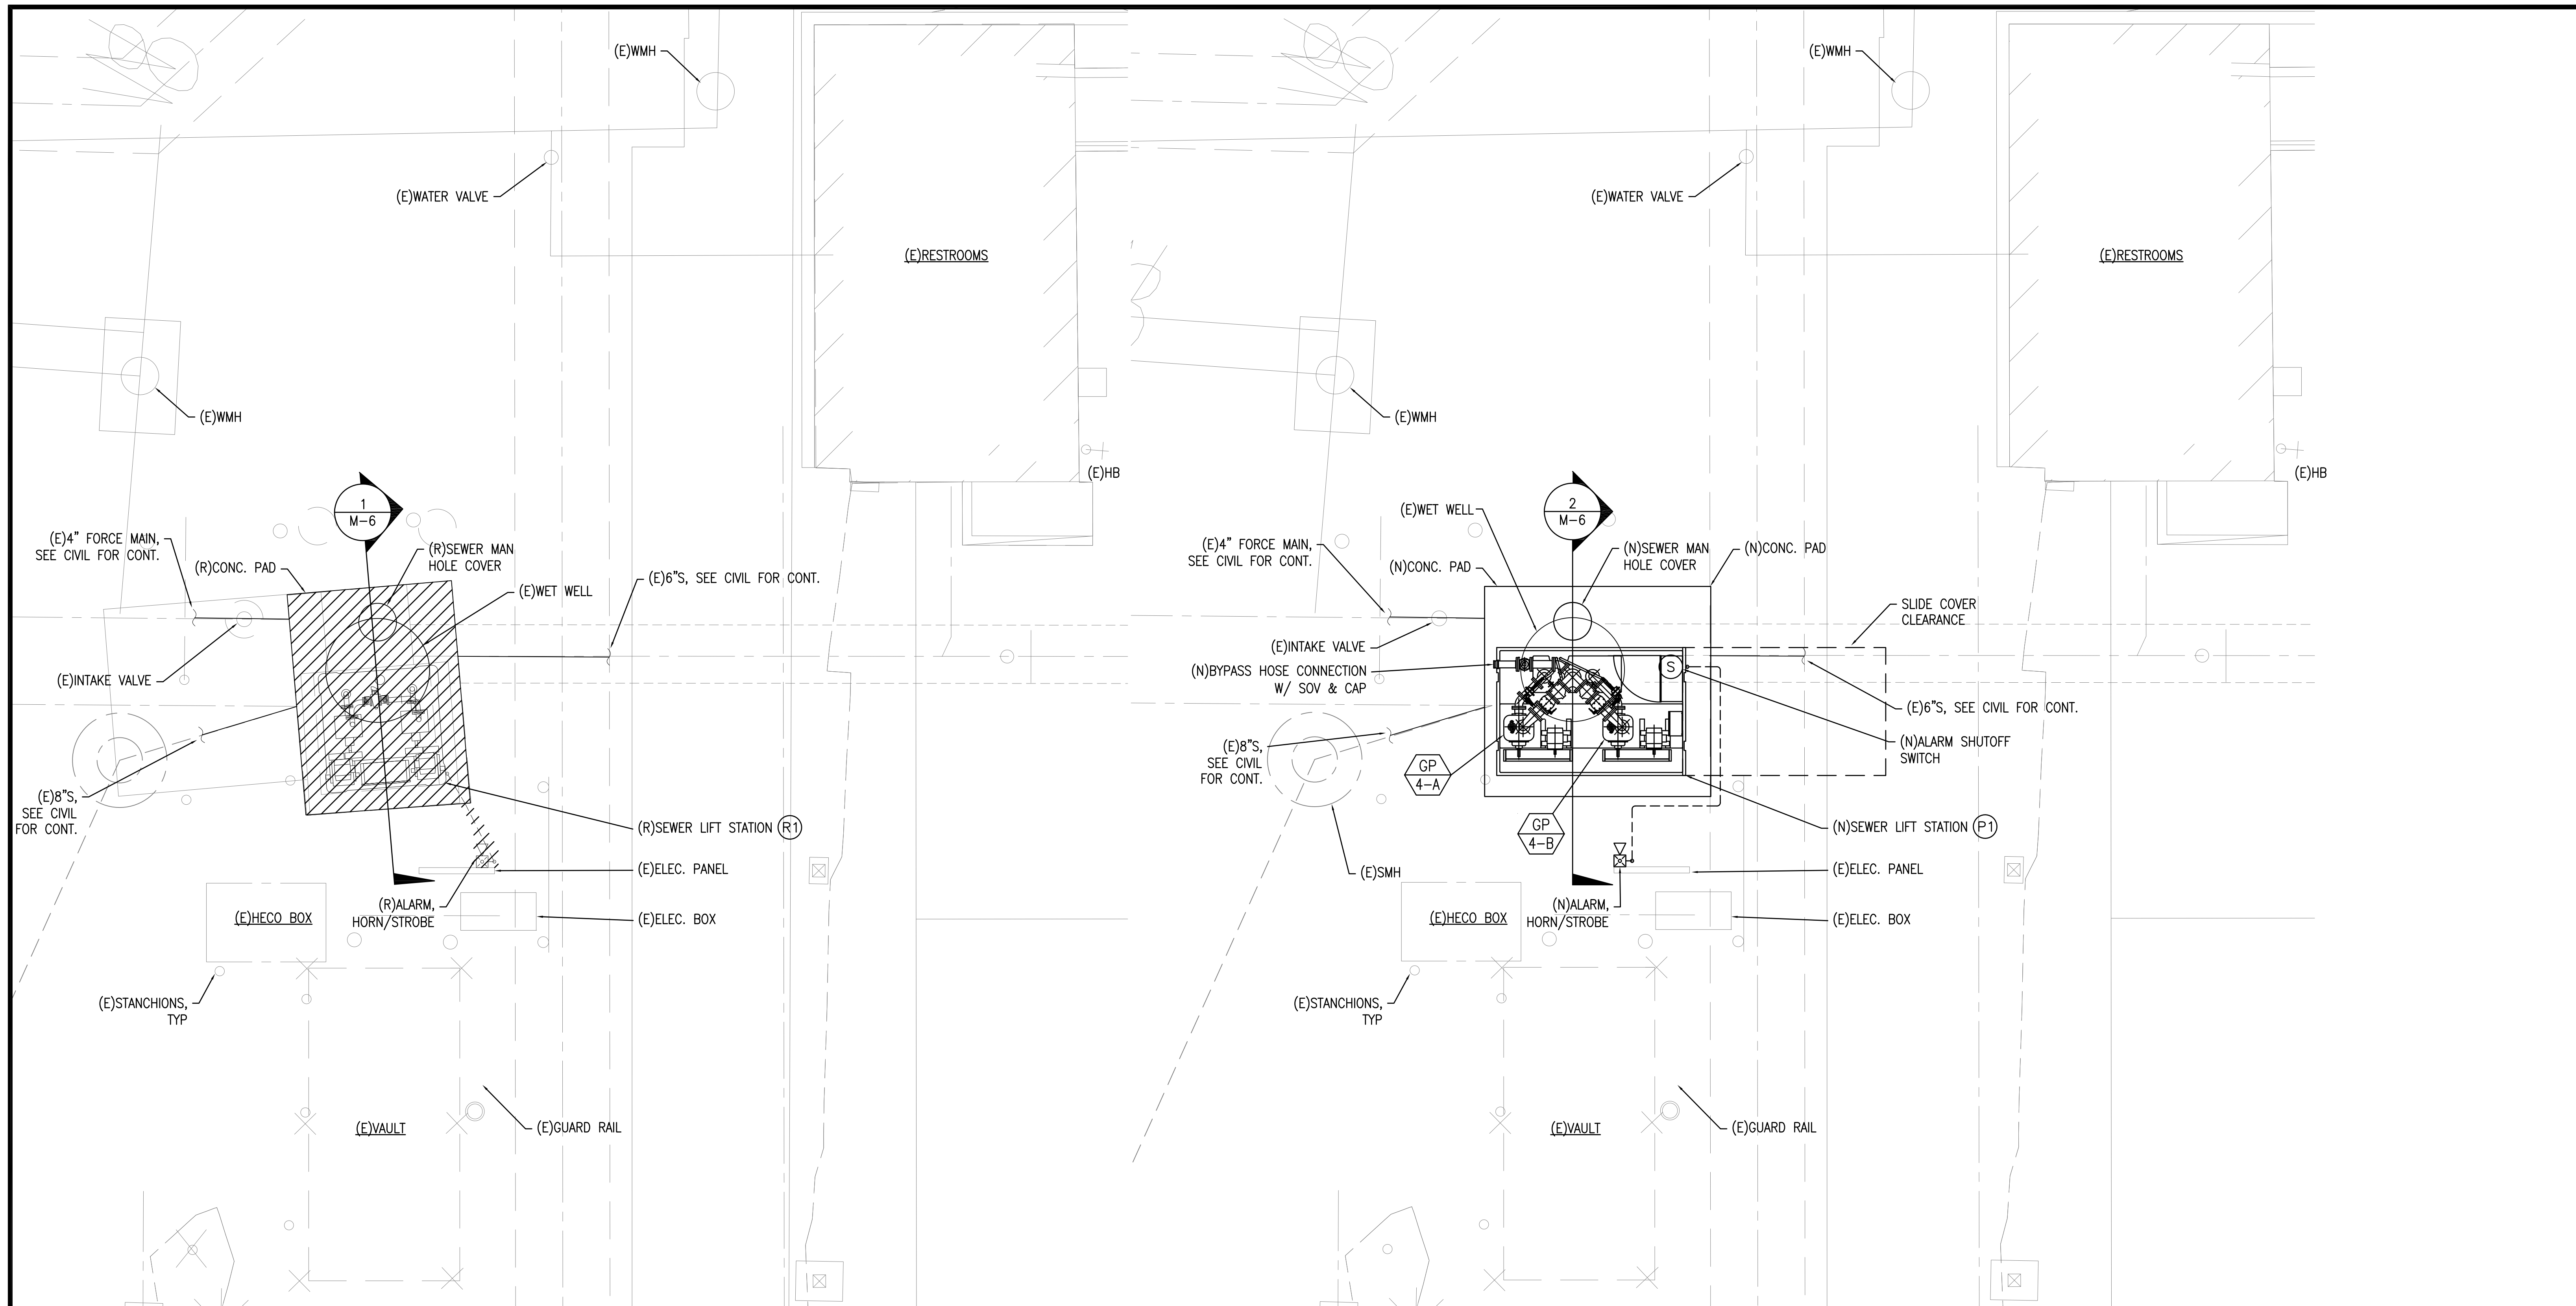 (E)WMH
(E)WATER VALVE
(E)RESTROOMS
(E)WMH
(E)HB
1
M-6
(E)4" FORCE MAIN,
SEE CIVIL FOR CONT.
(R)CONC. PAD
(R)SEWER MAN
HOLE COVER
(E)WET WELL
(E)6"S, SEE CIVIL FOR CONT.
(E)INTAKE VALVE
(E)8"S,
SEE CIVIL
FOR CONT.
(R)SEWER LIFT STATION R1
(E)ELEC. PANEL
(R)ALARM,
HORN/STROBE
(E)ELEC. BOX
(E)HECO BOX
(E)STANCHIONS,
TYP
(E)VAULT
(E)GUARD RAIL
(E)WMH
(E)WATER VALVE
(E)RESTROOMS
(E)WMH
(E)HB
2
M-6
(E)WET WELL
(E)4" FORCE MAIN,
SEE CIVIL FOR CONT.
(N)CONC. PAD
(N)SEWER MAN
HOLE COVER
(N)CONC. PAD
SLIDE COVER
CLEARANCE
(E)INTAKE VALVE
(N)BYPASS HOSE CONNECTION
W/ SOV & CAP
S
(E)6"S, SEE CIVIL FOR CONT.
(N)ALARM SHUTOFF
SWITCH
(E)8"S,
SEE CIVIL
FOR CONT.
GP
4-A
GP
4-B
(N)SEWER LIFT STATION P1
(E)SMH
(E)ELEC. PANEL
(N)ALARM,
HORN/STROBE
(E)ELEC. BOX
(E)HECO BOX
(E)STANCHIONS,
TYP
(E)VAULT
(E)GUARD RAIL